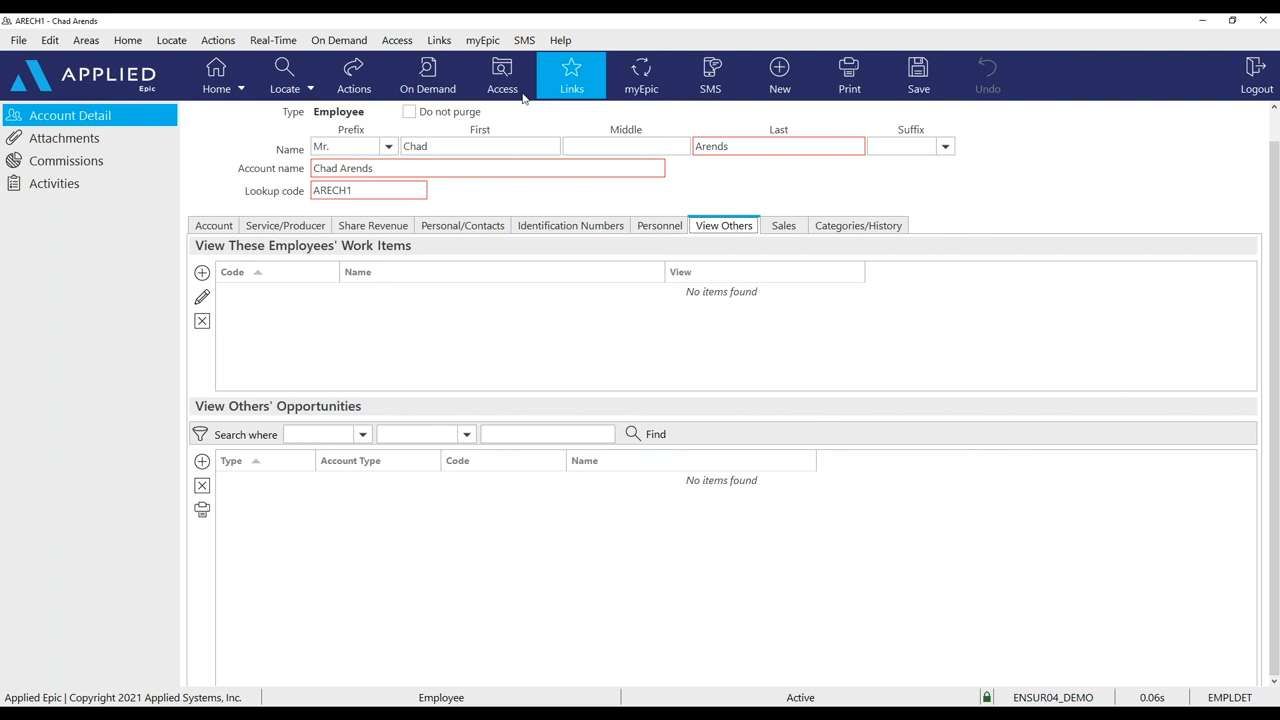 ARECH1 - Chad Arends
File Edit Areas Home Locate Actions Real-Time On Demand Access Links myEpic SMS Help
APPLIED Epic
Home Locate Actions On Demand Access Links myEpic SMS New Print Save Undo Logout
Account Detail
Attachments
Commissions
Activities
Type Employee Do not purge
Prefix First Middle Last Suffix
Name Mr. Chad Arends
Account name Chad Arends
Lookup code ARECH1
Account Service/Producer Share Revenue Personal/Contacts Identification Numbers Personnel View Others Sales Categories/History
View These Employees' Work Items
Code Name View
No items found
View Others' Opportunities
Search where Find
Type Account Type Code Name
No items found
Applied Epic | Copyright 2021 Applied Systems, Inc. Employee Active ENSUR04_DEMO 0.06s EMPLDET